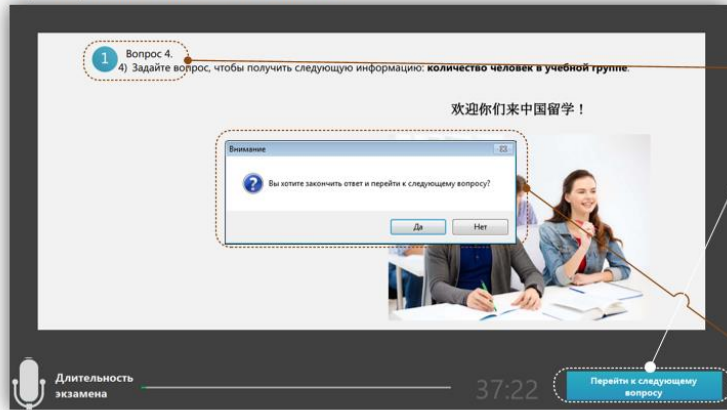 1
Вопрос 4.
4) Задайте вопрос, чтобы получить следующую информацию: количество человек в учебной группе.
欢迎你们来中国留学！
Внимание
Вы хотите закончить ответ и перейти к следующему вопросу?
Да
Нет
Длительность
экзамена
37:22
Перейти к следующему
вопросу